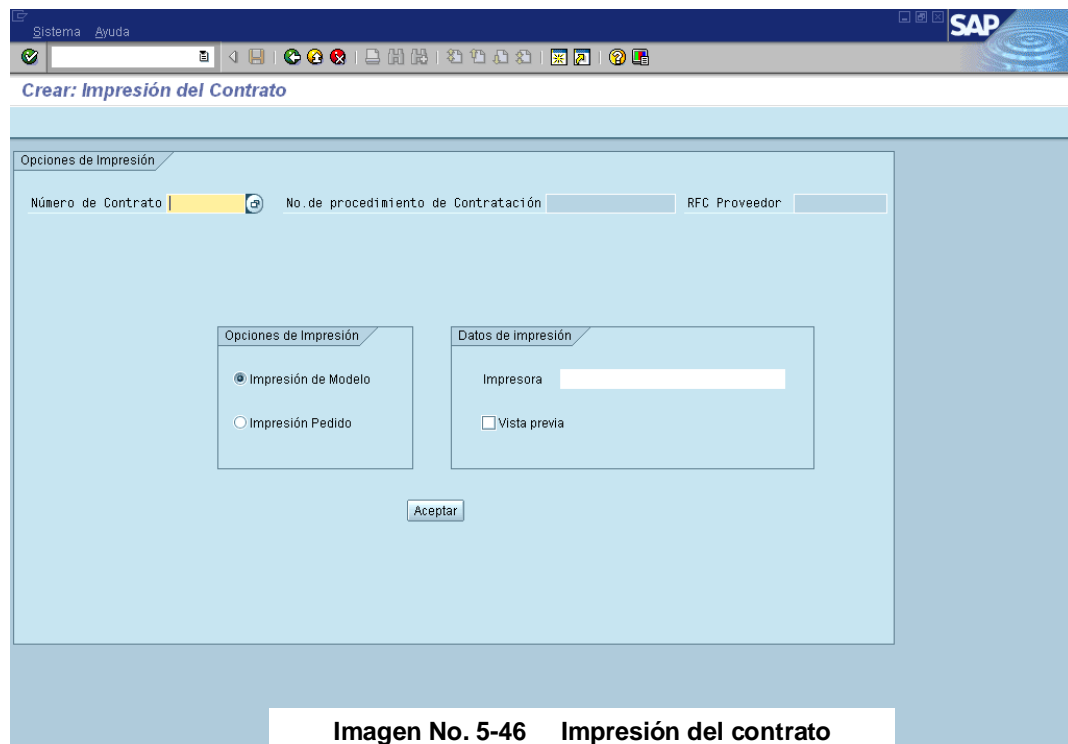 Sistema Ayuda
SAP
Crear: Impresión del Contrato
Opciones de Impresión
Número de Contrato No.de procedimiento de Contratación RFC Proveedor
Opciones de Impresión Datos de impresión
Impresión de Modelo Impresora
Impresión Pedido Vista previa
Aceptar
Imagen No. 5-46 Impresión del contrato